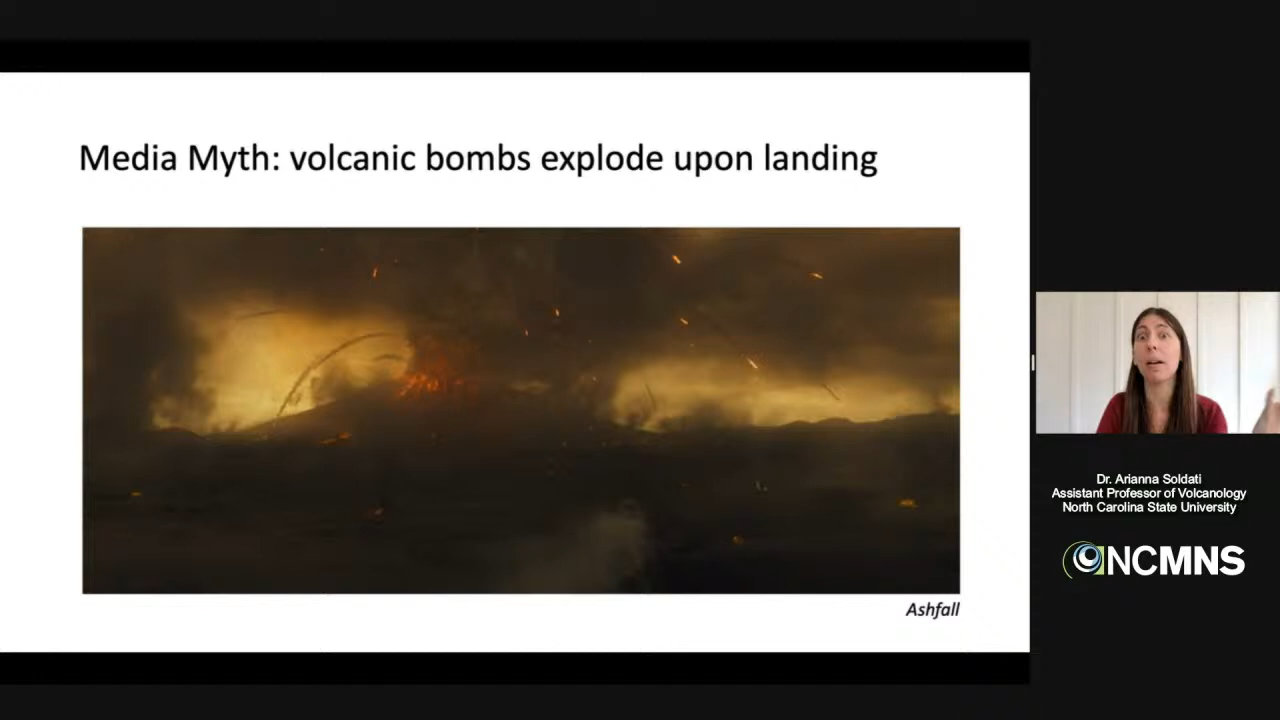 Media Myth: volcanic bombs explode upon landing
Ashfall
Dr. Arianna Soldati
Assistant Professor of Volcanology
North Carolina State University
NCMNS